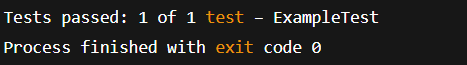 Tests passed: 1 of 1 test – ExampleTest
Process finished with exit code 0